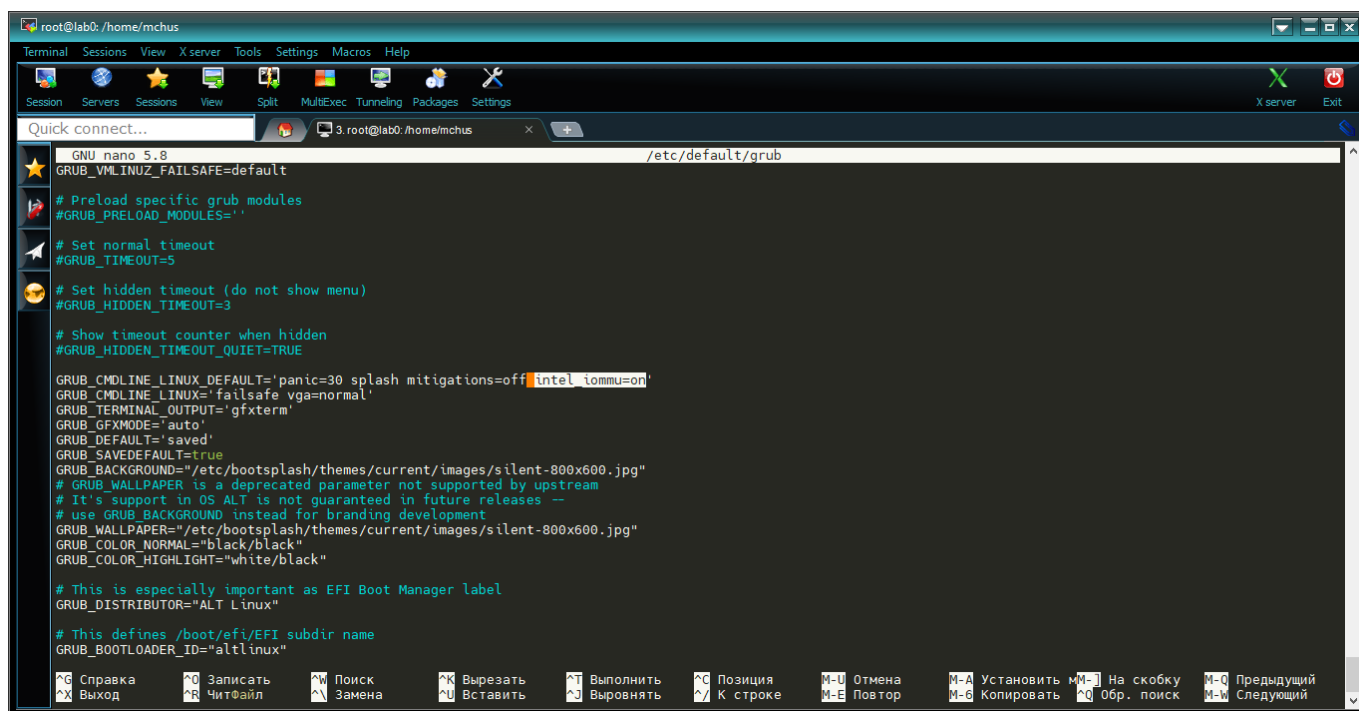 root@lab0: /home/mchus
Terminal Sessions View X server Tools Settings Macros Help
Session Servers Sessions View Split MultiExec Tunneling Packages Settings X server Exit
Quick connect... 3. root@lab0: /home/mchus
GNU nano 5.8 /etc/default/grub
GRUB_VMLINUZ_FAILSAFE=default
# Preload specific grub modules
#GRUB_PRELOAD_MODULES=''
# Set normal timeout
#GRUB_TIMEOUT=5
# Set hidden timeout (do not show menu)
#GRUB_HIDDEN_TIMEOUT=3
# Show timeout counter when hidden
#GRUB_HIDDEN_TIMEOUT_QUIET=TRUE
GRUB_CMDLINE_LINUX_DEFAULT='panic=30 splash mitigations=off intel_iommu=on'
GRUB_CMDLINE_LINUX='failsafe vga=normal'
GRUB_TERMINAL_OUTPUT='gfxterm'
GRUB_GFXMODE='auto'
GRUB_DEFAULT='saved'
GRUB_SAVEDEFAULT=true
GRUB_BACKGROUND="/etc/bootsplash/themes/current/images/silent-800x600.jpg"
# GRUB_WALLPAPER is a deprecated parameter not supported by upstream
# It's support in OS ALT is not guaranteed in future releases --
# use GRUB_BACKGROUND instead for branding development
GRUB_WALLPAPER="/etc/bootsplash/themes/current/images/silent-800x600.jpg"
GRUB_COLOR_NORMAL="black/black"
GRUB_COLOR_HIGHLIGHT="white/black"
# This is especially important as EFI Boot Manager label
GRUB_DISTRIBUTOR="ALT Linux"
# This defines /boot/efi/EFI subdir name
GRUB_BOOTLOADER_ID="altlinux"
^G Справка ^O Записать ^W Поиск ^K Вырезать ^T Выполнить ^C Позиция M-U Отмена M-A Установить мM-] На скобку M-Q Предыдущий
^X Выход ^R ЧитФайл ^\ Замена ^U Вставить ^J Выровнять ^/ К строке M-E Повтор M-6 Копировать ^Q Обр. поиск M-W Следующий